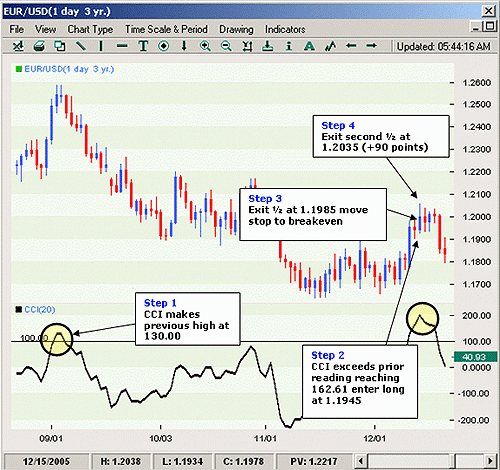 EUR/USD(1 day 3 yr.)
File View Chart Type Time Scale & Period Drawing Indicators
Updated: 05:44:16 AM
EUR/USD(1 day 3 yr.)
1.2600
1.2500
1.2400
1.2300
1.2200
1.2100
1.2000
1.1900
1.1800
1.1700
Step 4
Exit second ½ at
1.2035 (+90 points)
Step 3
Exit ½ at 1.1985 move
stop to breakeven
CCI(20)
Step 1
CCI makes
previous high at
130.00
100.00
Step 2
CCI exceeds prior
reading reaching
162.61 enter long
at 1.1945
200.00
100.00
40.93
0.0000
-100.00
-200.00
09/01 10/03 11/01 12/01
12/15/2005 H: 1.2038 L: 1.1934 C: 1.1978 PV: 1.2217